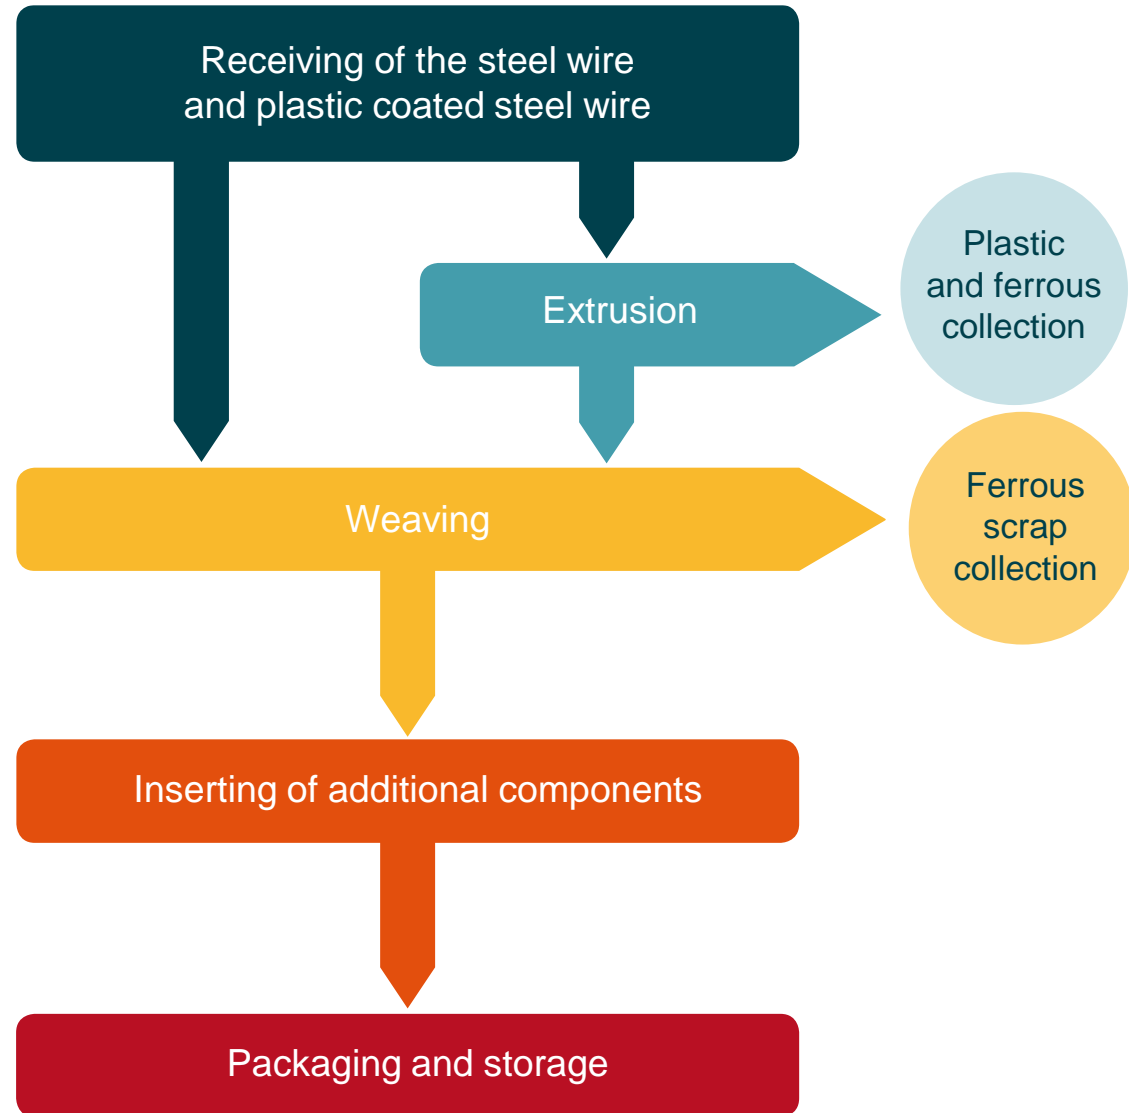 Receiving of the steel wire
and plastic coated steel wire
Extrusion
Plastic
and ferrous
collection
Weaving
Ferrous
scrap
collection
Inserting of additional components
Packaging and storage